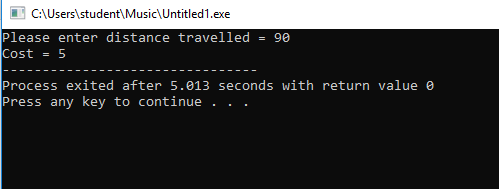 C:\Users\student\Music\Untitled1.exe
Please enter distance travelled = 90
Cost = 5
--------------------------------
Process exited after 5.013 seconds with return value 0
Press any key to continue . . .